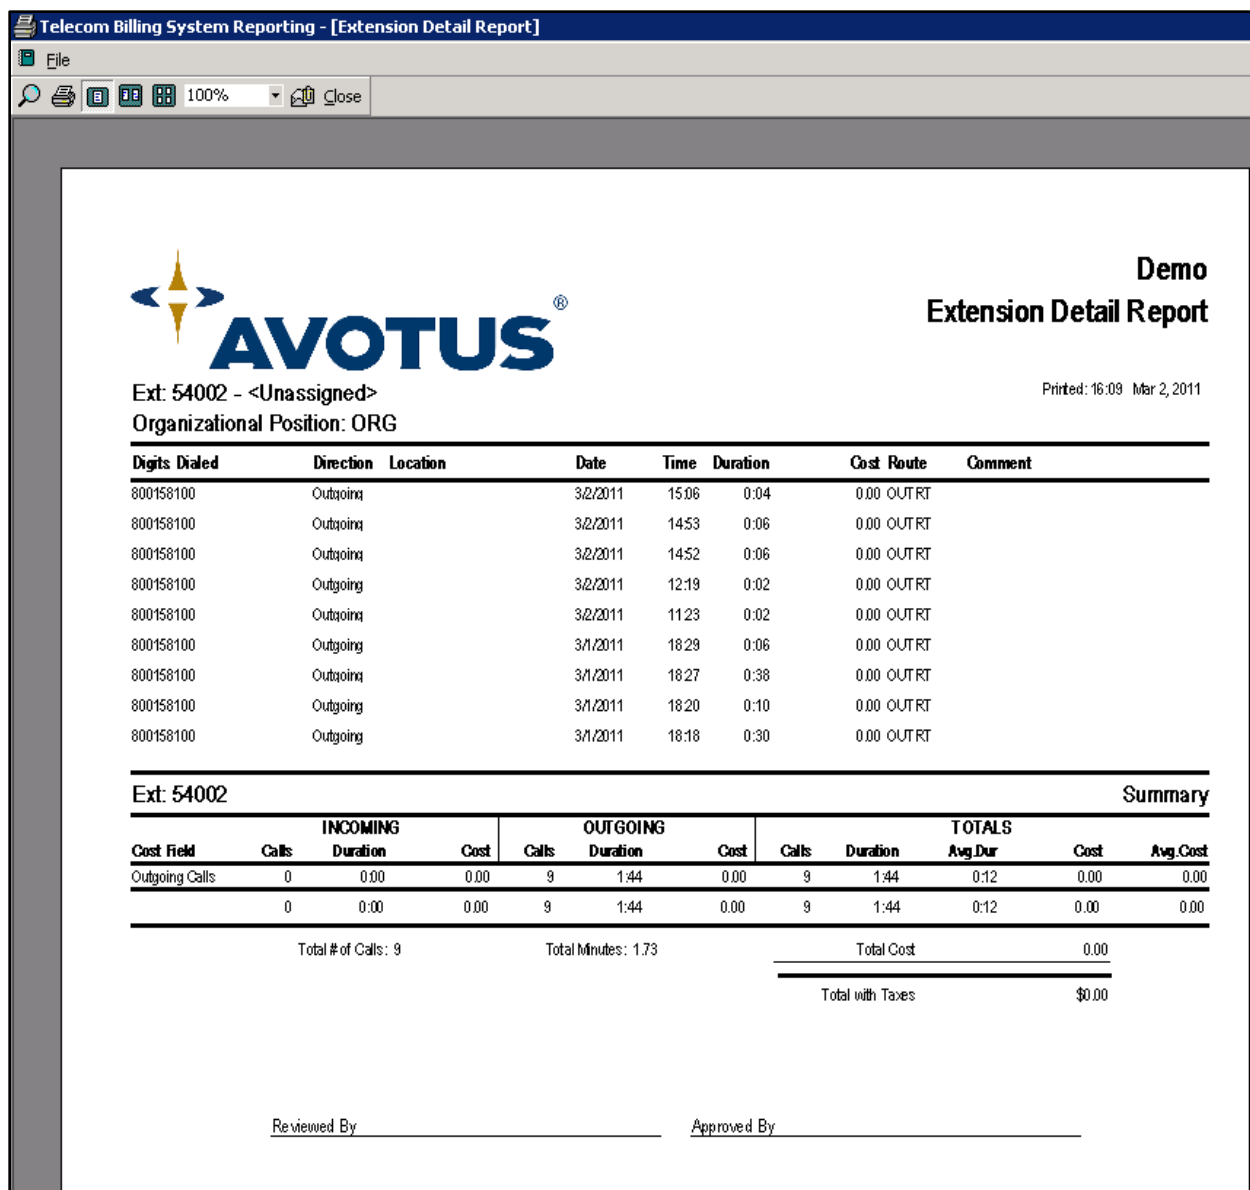 Telecom Billing System Reporting - [Extension Detail Report]
File
100% Close
Demo
AVOTUS®
Extension Detail Report
Ext: 54002 - <Unassigned>
Printed: 16:09 Mar 2, 2011
Organizational Position: ORG
Digits Dialed Direction Location Date Time Duration Cost Route Comment
800158100 Outgoing 3/2/2011 15:06 0:04 0.00 OUTRT
800158100 Outgoing 3/2/2011 14:53 0:06 0.00 OUTRT
800158100 Outgoing 3/2/2011 14:52 0:06 0.00 OUTRT
800158100 Outgoing 3/2/2011 12:19 0:02 0.00 OUTRT
800158100 Outgoing 3/2/2011 11:23 0:02 0.00 OUTRT
800158100 Outgoing 3/1/2011 18:29 0:06 0.00 OUTRT
800158100 Outgoing 3/1/2011 18:27 0:38 0.00 OUTRT
800158100 Outgoing 3/1/2011 18:20 0:10 0.00 OUTRT
800158100 Outgoing 3/1/2011 18:18 0:30 0.00 OUTRT
Ext: 54002 Summary
INCOMING OUTGOING TOTALS
Cost Field Calls Duration Cost Calls Duration Cost Calls Duration Avg.Dur Cost Avg.Cost
Outgoing Calls 0 0:00 0.00 9 1:44 0.00 9 1:44 0:12 0.00 0.00
0 0:00 0.00 9 1:44 0.00 9 1:44 0:12 0.00 0.00
Total # of Calls: 9 Total Minutes: 1.73 Total Cost 0.00
Total with Taxes $0.00
Reviewed By Approved By